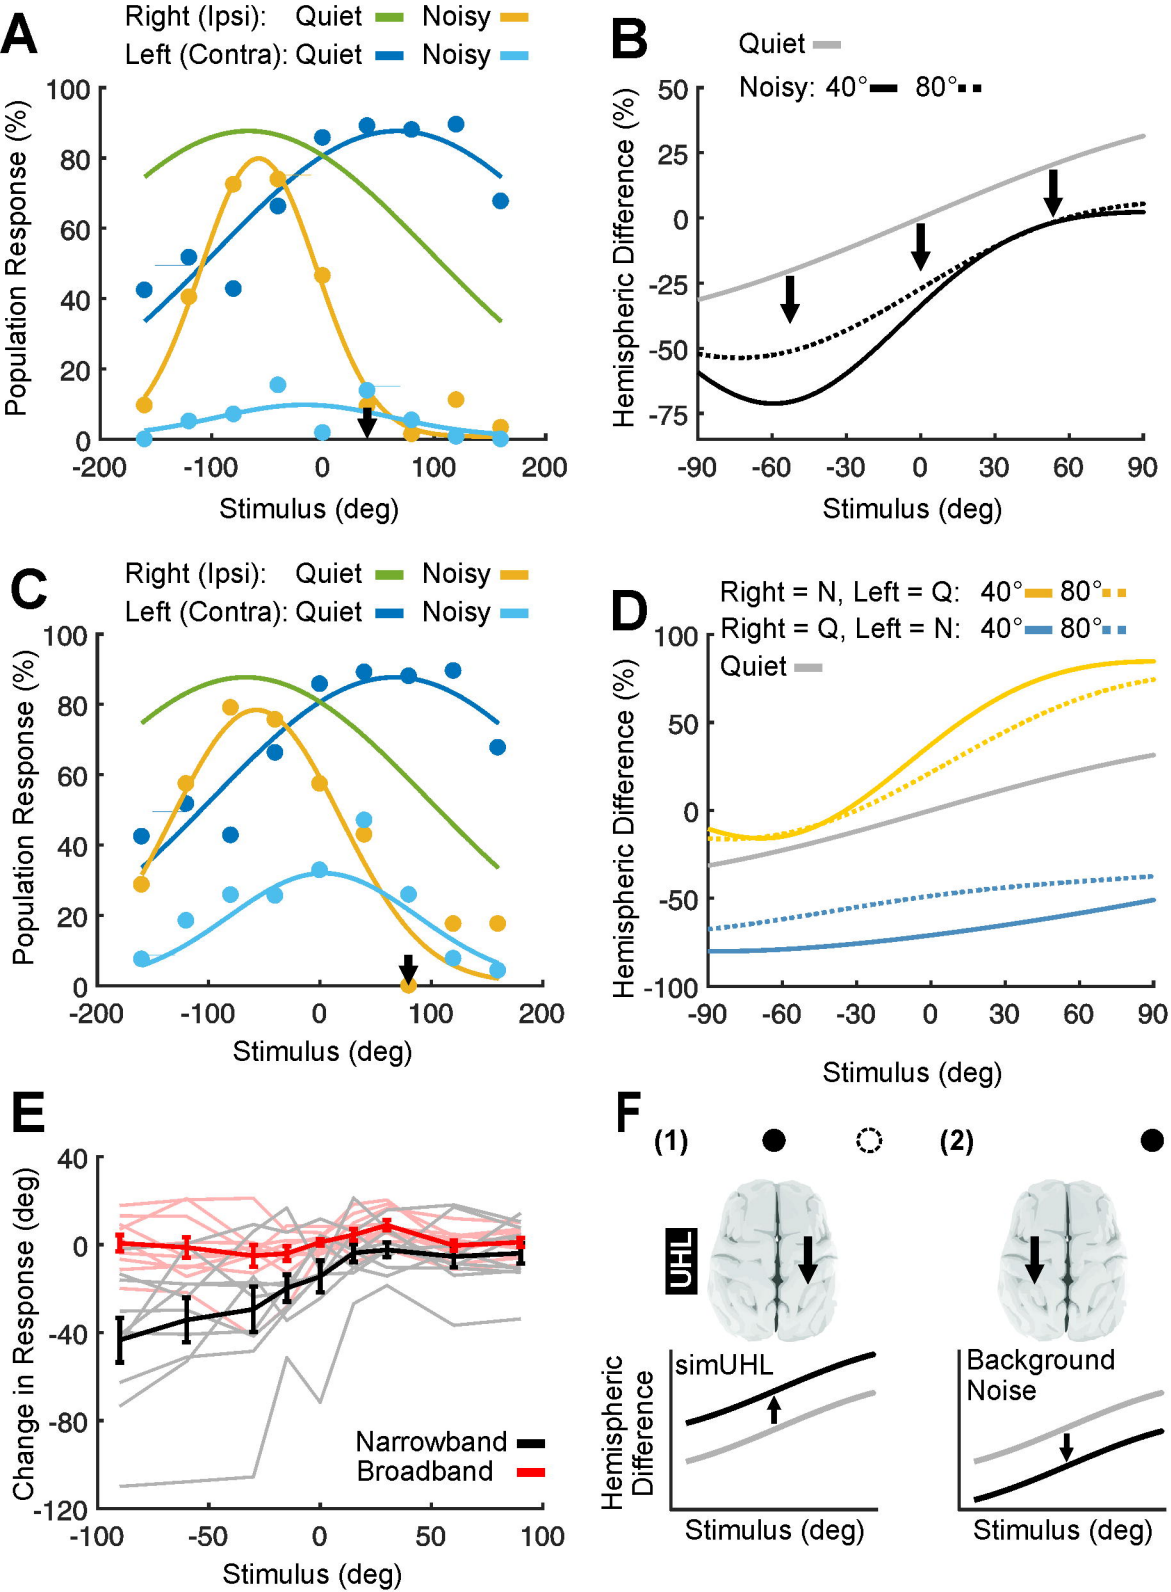 A
Right (Ipsi): Quiet Noisy
Left (Contra): Quiet Noisy
Population Response (%)
100
80
60
40
20
0
-200 -100 0 100 200
Stimulus (deg)
B
Quiet
Noisy: 40° 80°
Hemispheric Difference (%)
50
25
0
-25
-50
-75
-90 -60 -30 0 30 60 90
Stimulus (deg)
C
Right (Ipsi): Quiet Noisy
Left (Contra): Quiet Noisy
Population Response (%)
100
80
60
40
20
0
-200 -100 0 100 200
Stimulus (deg)
D
Right = N, Left = Q: 40° 80°
Right = Q, Left = N: 40° 80°
Quiet
Hemispheric Difference (%)
100
50
0
-50
-100
-90 -60 -30 0 30 60 90
Stimulus (deg)
E
Change in Response (deg)
40
0
-40
-80
-120
Narrowband
Broadband
-100 -50 0 50 100
Stimulus (deg)
F
(1) (2)
UHL
Hemispheric
Difference
simUHL
Stimulus (deg)
Background
Noise
Stimulus (deg)